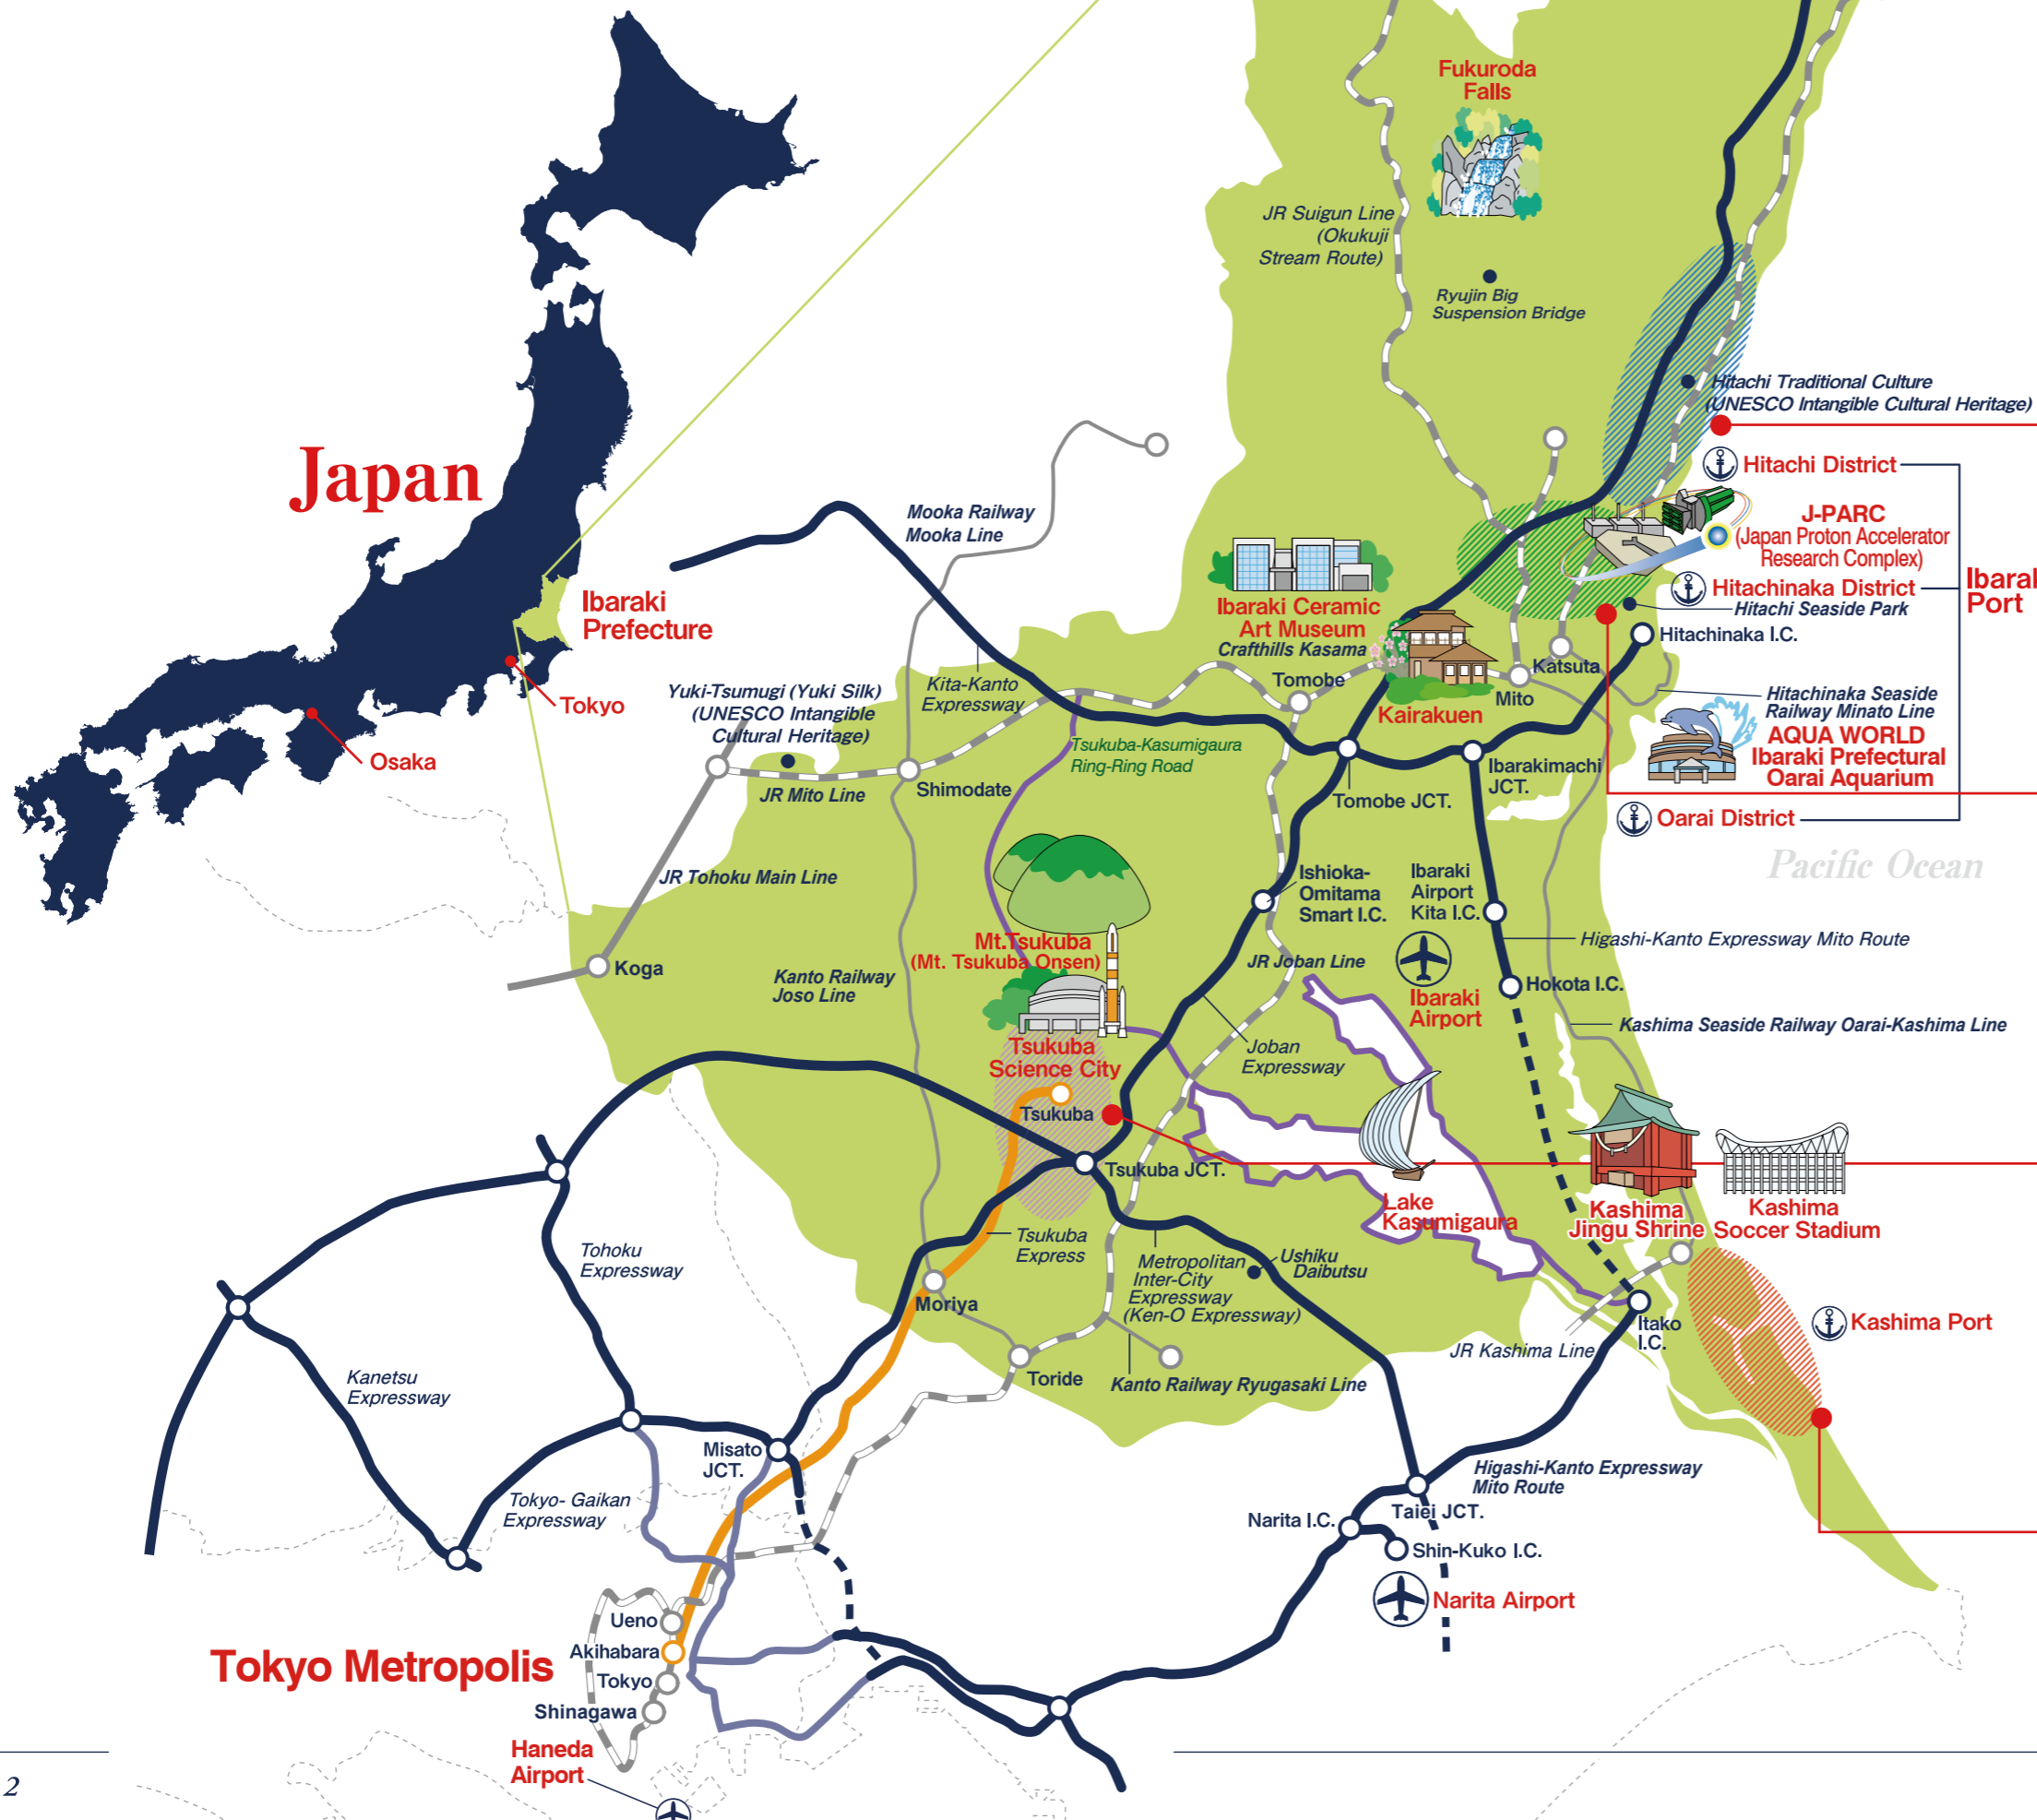 Fukuroda
Falls
JR Suigun Line
(Okukuji
Stream Route)
Ryujin Big
Suspension Bridge
Hitachi Traditional Culture
(UNESCO Intangible Cultural Heritage)
Hitachi District
Japan
Mooka Railway
Mooka Line
J-PARC
(Japan Proton Accelerator
Research Complex)
Hitachinaka District
Hitachi Seaside Park
Port
Ibaraki
Prefecture
Ibaraki Ceramic
Art Museum
Crafthills Kasama
Hitachinaka I.C.
Katsuta
Tomobe
Mito
Kairakuen
Tokyo
Osaka
Yuki-Tsumugi (Yuki Silk)
(UNESCO Intangible
Cultural Heritage)
Kita-Kanto
Expressway
Hitachinaka Seaside
Railway Minato Line
AQUA WORLD
Ibaraki Prefectural
Oarai Aquarium
Tsukuba-Kasumigaura
Ring-Ring Road
Ibarakimachi
JCT.
JR Mito Line
Shimodate
Tomobe JCT.
Oarai District
Pacific Ocean
JR Tohoku Main Line
Ishioka-
Omitama
Smart I.C.
Ibaraki
Airport
Kita I.C.
Mt.Tsukuba
(Mt. Tsukuba Onsen)
Higashi-Kanto Expressway Mito Route
Koga
Kanto Railway
Joso Line
JR Joban Line
Ibaraki
Airport
Hokota I.C.
Kashima Seaside Railway Oarai-Kashima Line
Tsukuba
Science City
Joban
Expressway
Tsukuba
Tsukuba JCT.
Lake
Kasumigaura
Kashima
Jingu Shrine
Kashima
Soccer Stadium
Tohoku
Expressway
Tsukuba
Express
Metropolitan
Inter-City
Expressway
(Ken-O Expressway)
Ushiku
Daibutsu
Moriya
Itako
I.C.
Kashima Port
Kanetsu
Expressway
Toride
Kanto Railway Ryugasaki Line
JR Kashima Line
Misato
JCT.
Higashi-Kanto Expressway
Mito Route
Tokyo- Gaikan
Expressway
Taiei JCT.
Narita I.C.
Shin-Kuko I.C.
Narita Airport
Ueno
Akihabara
Tokyo Metropolis
Tokyo
Shinagawa
Haneda
Airport
2